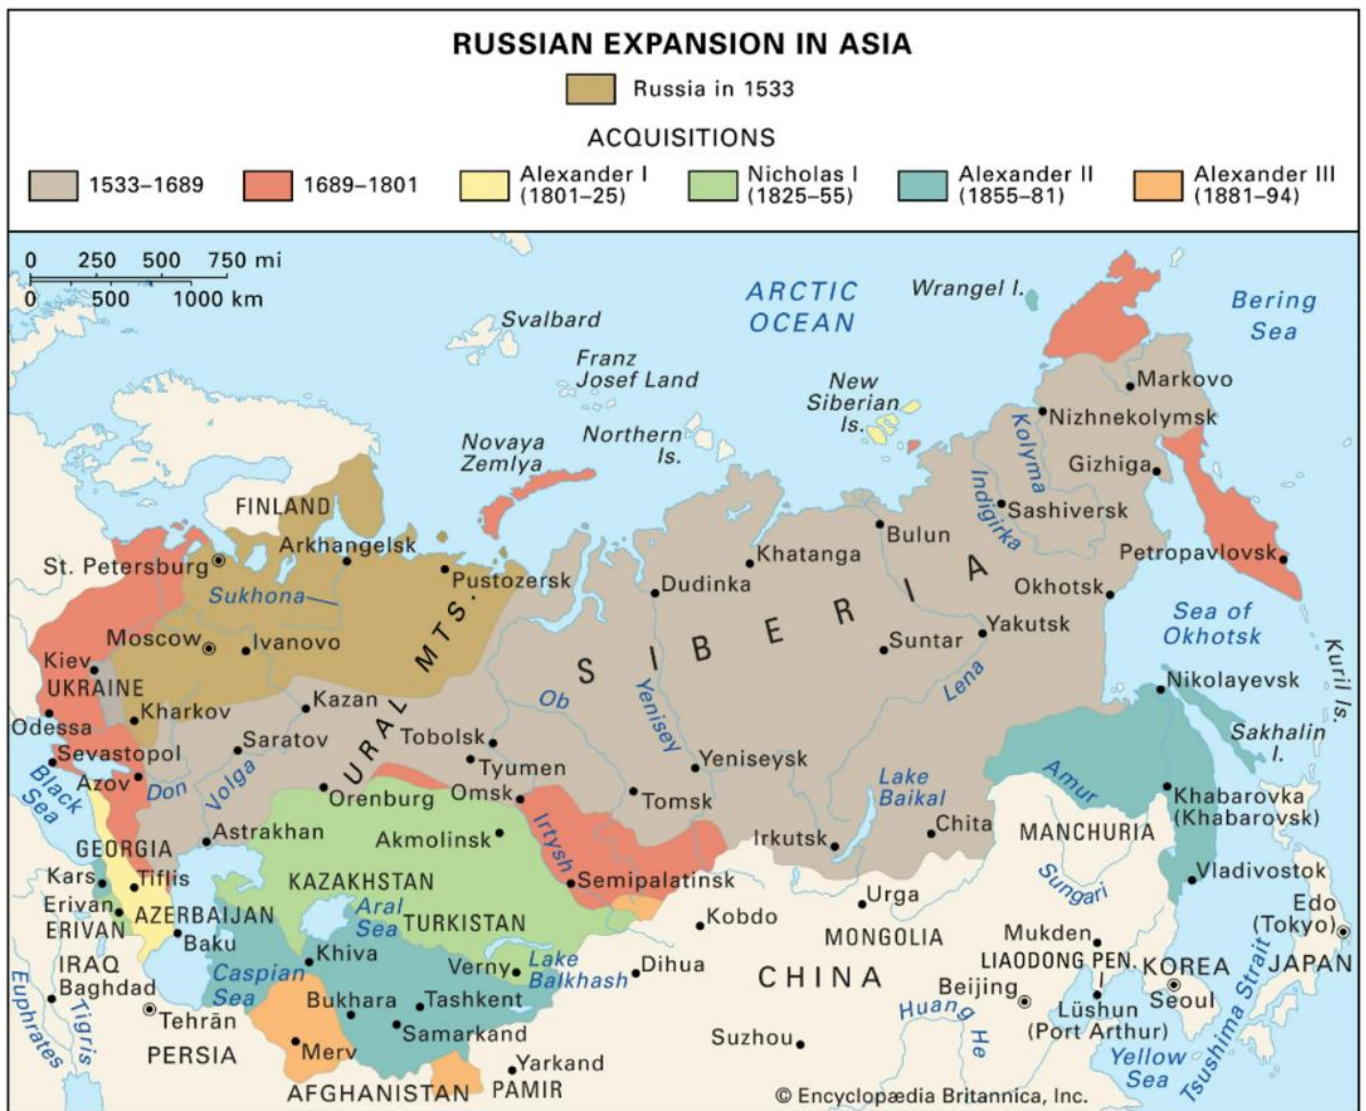 RUSSIAN EXPANSION IN ASIA
Russia in 1533
ACQUISITIONS
1533–1689
1689–1801
Alexander I
(1801–25)
Nicholas I
(1825–55)
Alexander II
(1855–81)
Alexander III
(1881–94)
0 250 500 750 mi
0 500 1000 km
ARCTIC
OCEAN
Wrangel I.
Bering
Sea
Svalbard
Franz
Josef Land
New
Siberian
Is.
Markovo
Nizhnekolymsk
Novaya
Zemlya
Northern
Is.
Kolyma
Gizhiga
Indigirka
FINLAND
Sashiversk
Arkhangelsk
Bulun
St. Petersburg
Pustozersk
Khatanga
Petropavlovsk
Dudinka
Okhotsk
Sukhona
SIBERIA
Sea of
Okhotsk
Moscow
Ivanovo
URAL MTS.
Suntar
Yakutsk
Kiev
UKRAINE
Kuril Is.
Ob
Yenisey
Lena
Nikolayevsk
Kharkov
Kazan
Odessa
Saratov
Tobolsk
Sakhalin
I.
Sevastopol
Tyumen
Yeniseysk
Black
Sea
Azov
Don
Volga
Orenburg
Omsk
Tomsk
Lake
Baikal
Amur
Khabarovka
(Khabarovsk)
Astrakhan
Akmolinsk
Irtysh
Irkutsk
Chita
MANCHURIA
GEORGIA
Kars
Tiflis
KAZAKHSTAN
Semipalatinsk
Sungari
Vladivostok
Erivan
ERIVAN
AZERBAIJAN
Aral
Sea
TURKISTAN
Urga
Kobdo
Edo
(Tokyo)
Baku
MONGOLIA
Mukden
Khiva
IRAQ
Baghdad
Caspian
Sea
Verny
Lake
Balkhash
Dihua
CHINA
LIAODONG PEN.
KOREA
JAPAN
Euphrates
Tigris
Tehrān
Bukhara
Tashkent
Beijing
Seoul
Samarkand
Huang He
Lüshun
(Port Arthur)
Tsushima Strait
PERSIA
Merv
Suzhou
Yarkand
Yellow
Sea
AFGHANISTAN
PAMIR
© Encyclopædia Britannica, Inc.